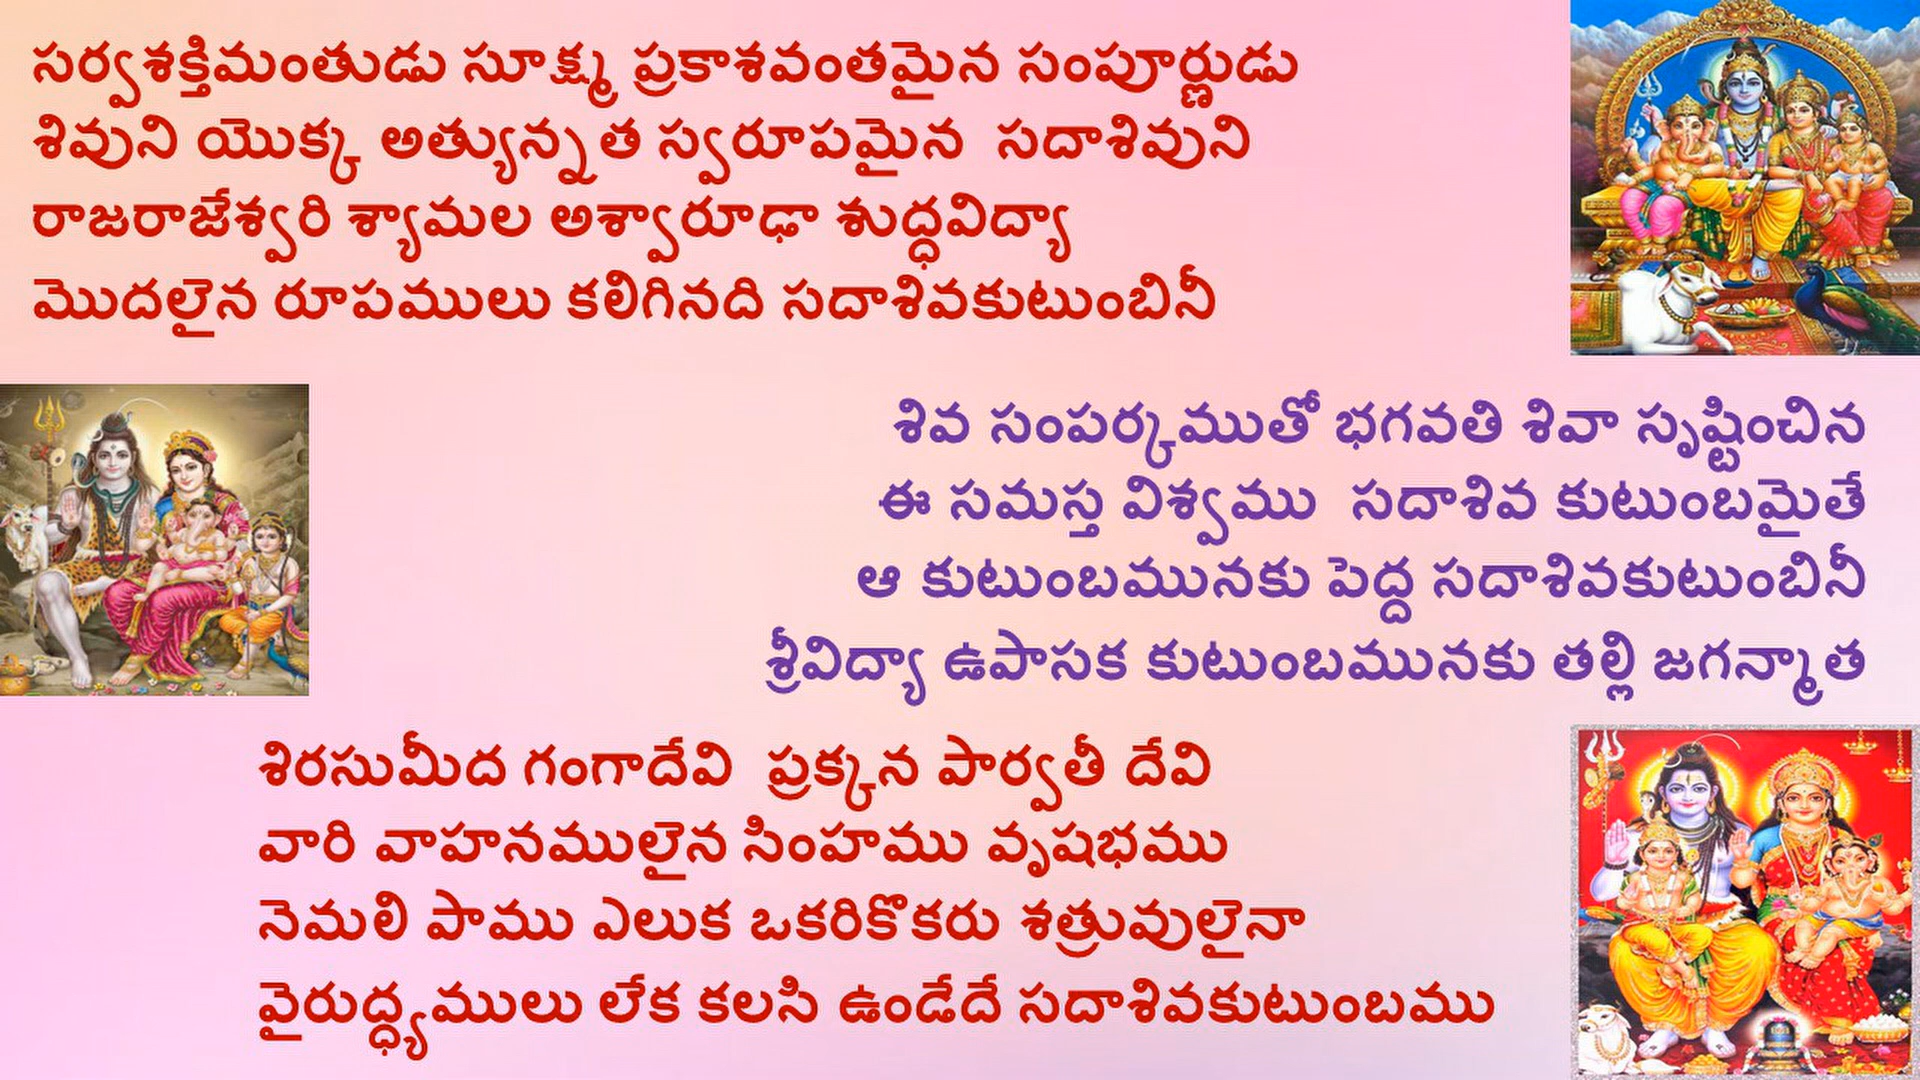 సర్వశక్తిమంతుడు సూక్ష్మ ప్రకాశవంతమైన సంపూర్ణుడు
శివుని యొక్క అత్యున్నత స్వరూపమైన సదాశివుని
రాజరాజేశ్వరి శ్యామల అశ్వారూఢా శుద్ధవిద్యా
మొదలైన రూపములు కలిగినది సదాశివకుటుంబినీ
శివ సంపర్కముతో భగవతి శివా సృష్టించిన
ఈ సమస్త విశ్వము సదాశివ కుటుంబమైతే
ఆ కుటుంబమునకు పెద్ద సదాశివకుటుంబినీ
శ్రీవిద్యా ఉపాసక కుటుంబమునకు తల్లి జగన్మాత
శిరసుమీద గంగాదేవి ప్రక్కన పార్వతీ దేవి
వారి వాహనములైన సింహము వృషభము
నెమలి పాము ఎలుక ఒకరికొకరు శత్రువులైనా
వైరుధ్ధ్యములు లేక కలసి ఉండేదే సదాశివకుటుంబము